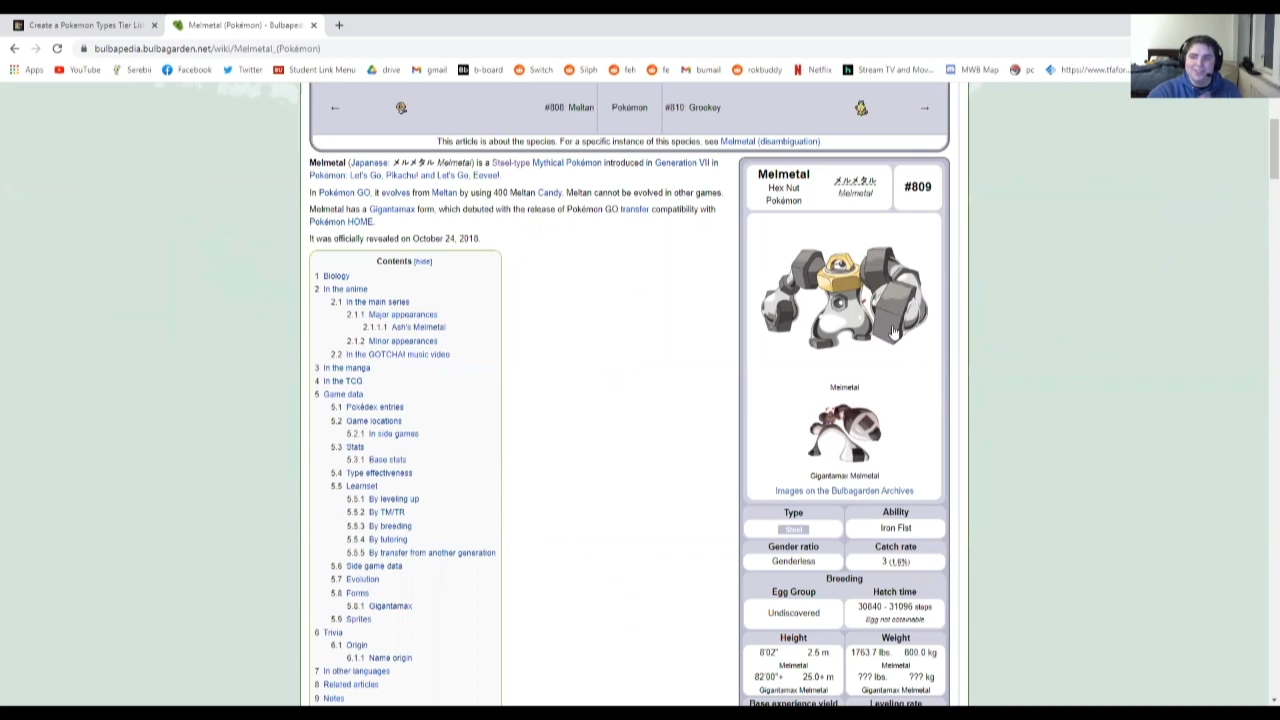 Create a Pokemon Types Tier Lis
Melmetal (Pokémon) - Bulbaped
bulbapedia.bulbagarden.net/wiki/Melmetal_(Pokémon)
Apps YouTube Serebii Facebook Twitter BU Student Link Menu drive gmail Bb b-board Switch Silph feh fe bumail rokbuddy Netflix h Stream TV and Mov... MWB Map pc https://www.tfafor...
← #808: Meltan Pokémon #810: Grookey →
This article is about the species. For a specific instance of this species, see Melmetal (disambiguation).
Melmetal (Japanese: メルメタル Melmetal) is a Steel-type Mythical Pokémon introduced in Generation VII in
Pokémon: Let's Go, Pikachu! and Let's Go, Eevee!.
In Pokémon GO, it evolves from Meltan by using 400 Meltan Candy. Meltan cannot be evolved in other games.
Melmetal has a Gigantamax form, which debuted with the release of Pokémon GO transfer compatibility with
Pokémon HOME.
It was officially revealed on October 24, 2018.
Contents [hide]
1 Biology
2 In the anime
2.1 In the main series
2.1.1 Major appearances
2.1.1.1 Ash's Melmetal
2.1.2 Minor appearances
2.2 In the GOTCHA! music video
3 In the manga
4 In the TCG
5 Game data
5.1 Pokédex entries
5.2 Game locations
5.2.1 In side games
5.3 Stats
5.3.1 Base stats
5.4 Type effectiveness
5.5 Learnset
5.5.1 By leveling up
5.5.2 By TM/TR
5.5.3 By breeding
5.5.4 By tutoring
5.5.5 By transfer from another generation
5.6 Side game data
5.7 Evolution
5.8 Forms
5.8.1 Gigantamax
5.9 Sprites
6 Trivia
6.1 Origin
6.1.1 Name origin
7 In other languages
8 Related articles
9 Notes
Melmetal
Hex Nut
Pokémon
メルメタル
Melmetal
#809
Melmetal
Gigantamax Melmetal
Images on the Bulbagarden Archives
Type Ability
Steel Iron Fist
Gender ratio Catch rate
Genderless 3 (1.6%)
Breeding
Egg Group Hatch time
Undiscovered 30840 - 31096 steps
Egg not obtainable
Height Weight
8'02" 2.5 m 1763.7 lbs. 800.0 kg
Melmetal Melmetal
82'00"+ 25.0+ m ??? lbs. ??? kg
Gigantamax Melmetal Gigantamax Melmetal
Base experience yield Leveling rate